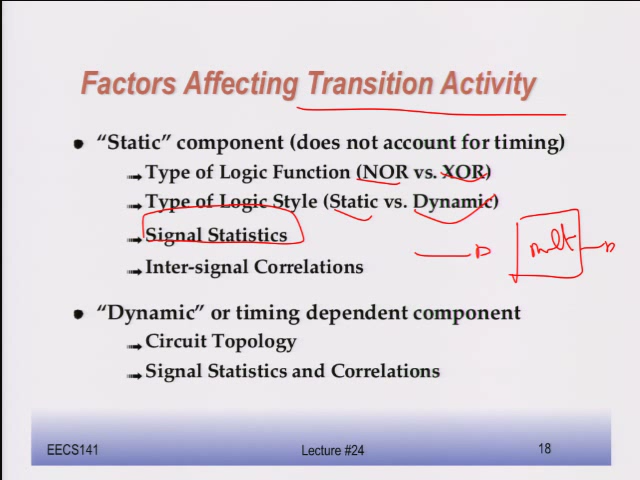 Factors Affecting Transition Activity
"Static" component (does not account for timing)
Type of Logic Function (NOR vs. XOR)
Type of Logic Style (Static vs. Dynamic)
Signal Statistics
mult
Inter-signal Correlations
"Dynamic" or timing dependent component
Circuit Topology
Signal Statistics and Correlations
EECS141
Lecture #24
18